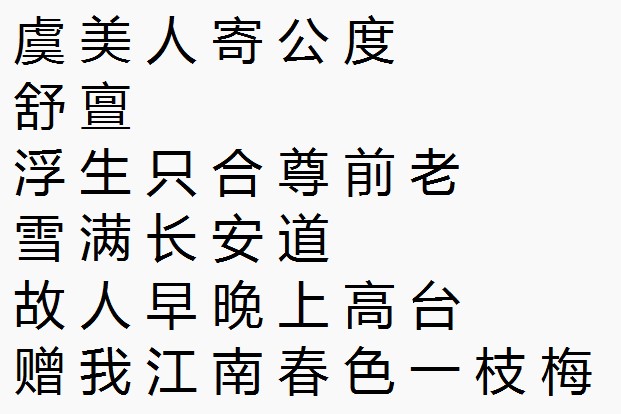 虞美人寄公度
舒亶
浮生只合尊前老
雪满长安道
故人早晚上高台
赠我江南春色一枝梅